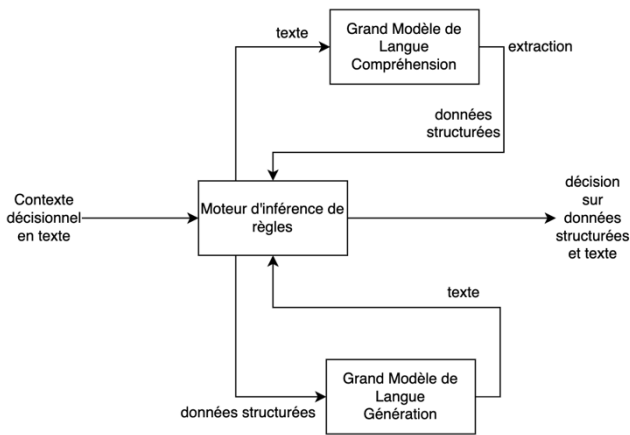 texte
Grand Modèle de
Langue
Compréhension
extraction
données
structurées
Contexte
décisionnel
en texte
Moteur d'inférence de
règles
décision
sur
données
structurées
et texte
texte
Grand Modèle de
Langue
Génération
données structurées